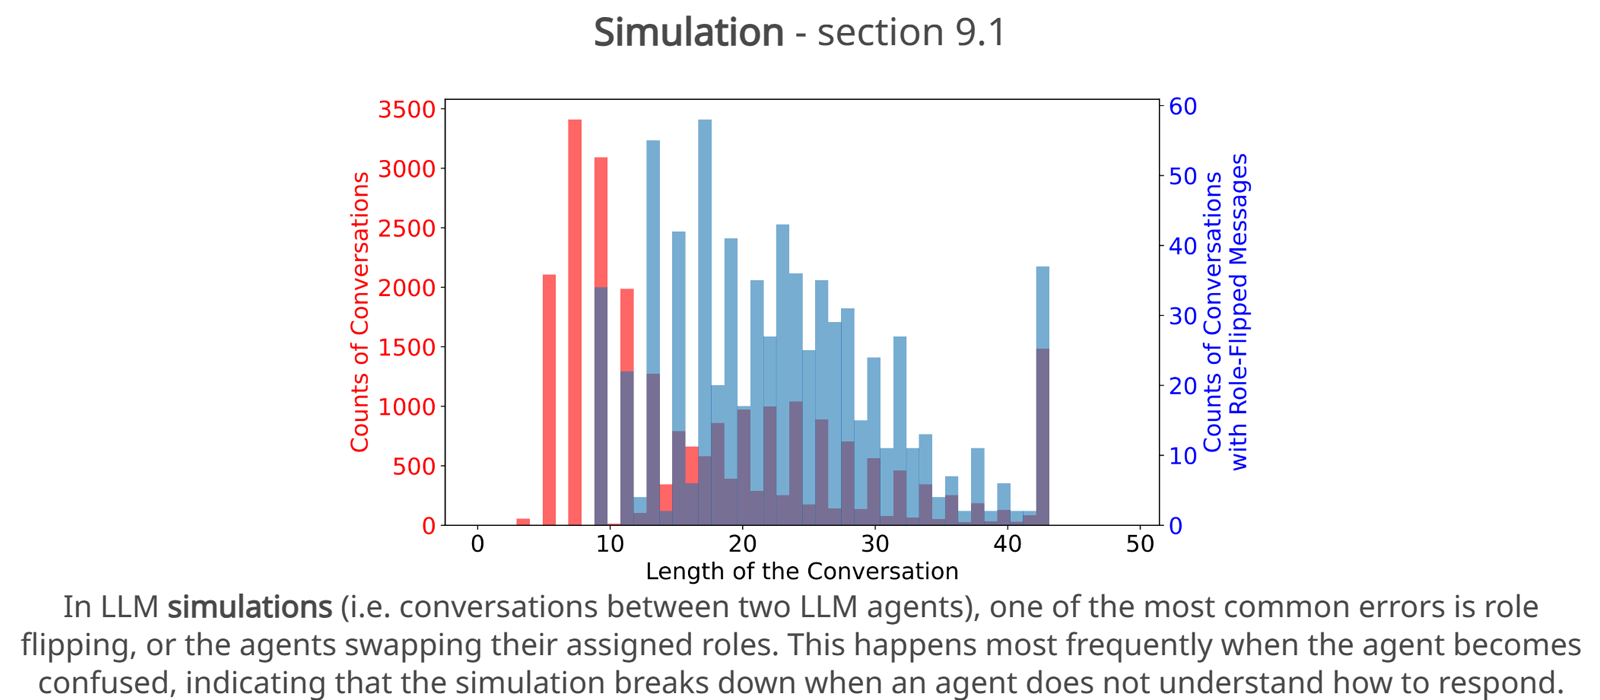 Simulation - section 9.1
3500
3000
2500
2000
1500
1000
500
0
Counts of Conversations
60
50
40
30
20
10
0
Counts of Conversations
with Role-Flipped Messages
0 10 20 30 40 50
Length of the Conversation
In LLM simulations (i.e. conversations between two LLM agents), one of the most common errors is role
flipping, or the agents swapping their assigned roles. This happens most frequently when the agent becomes
confused, indicating that the simulation breaks down when an agent does not understand how to respond.